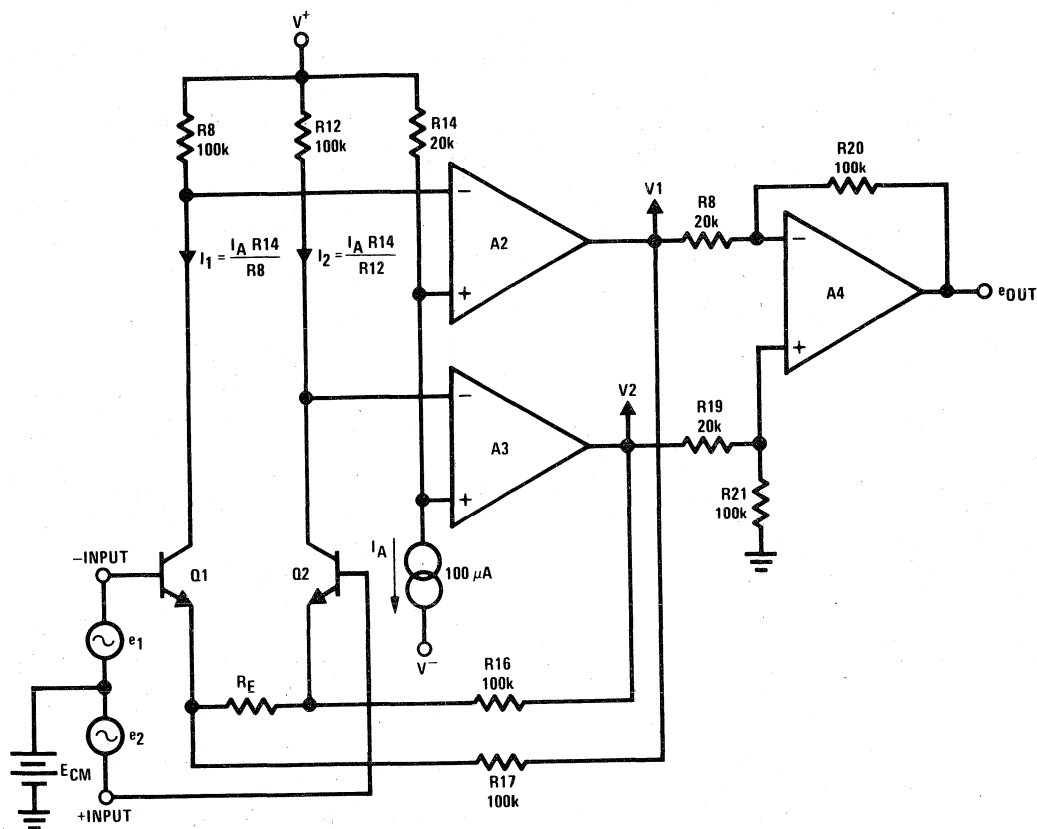 V+
R8
100k
R12
100k
R14
20k
I1 = IA R14 / R8
I2 = IA R14 / R12
−
A2
+
V1
R8
20k
R20
100k
−
A4
+
eOUT
−
A3
+
V2
R19
20k
R21
100k
−INPUT
Q1
Q2
IA
100 µA
V−
e1
RE
R16
100k
e2
ECM
R17
100k
+INPUT